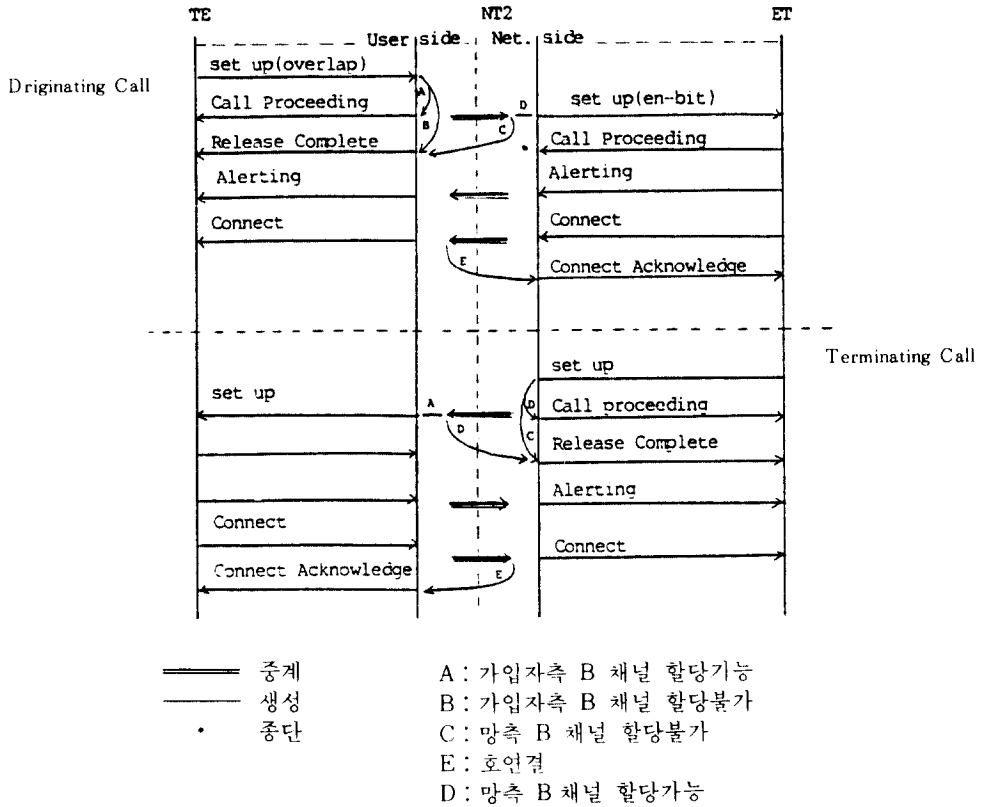 TE NT2 ET
User side Net. side
Driginating Call
set up(overlap)
A
Call Proceeding
B
D
set up(en-bit)
C
Release Complete
Call Proceeding
Alerting
Alerting
Connect
Connect
E
Connect Acknowledge
Terminating Call
set up
set up
A
D
Call proceeding
D
C
Release Complete
Alerting
Connect
Connect
Connect Acknowledge
E
중계
생성
종단
A : 가입자측 B 채널 할당기능
B : 가입자측 B 채널 할당불가
C : 망측 B 채널 할당불가
E : 호연결
D : 망측 B 채널 할당가능